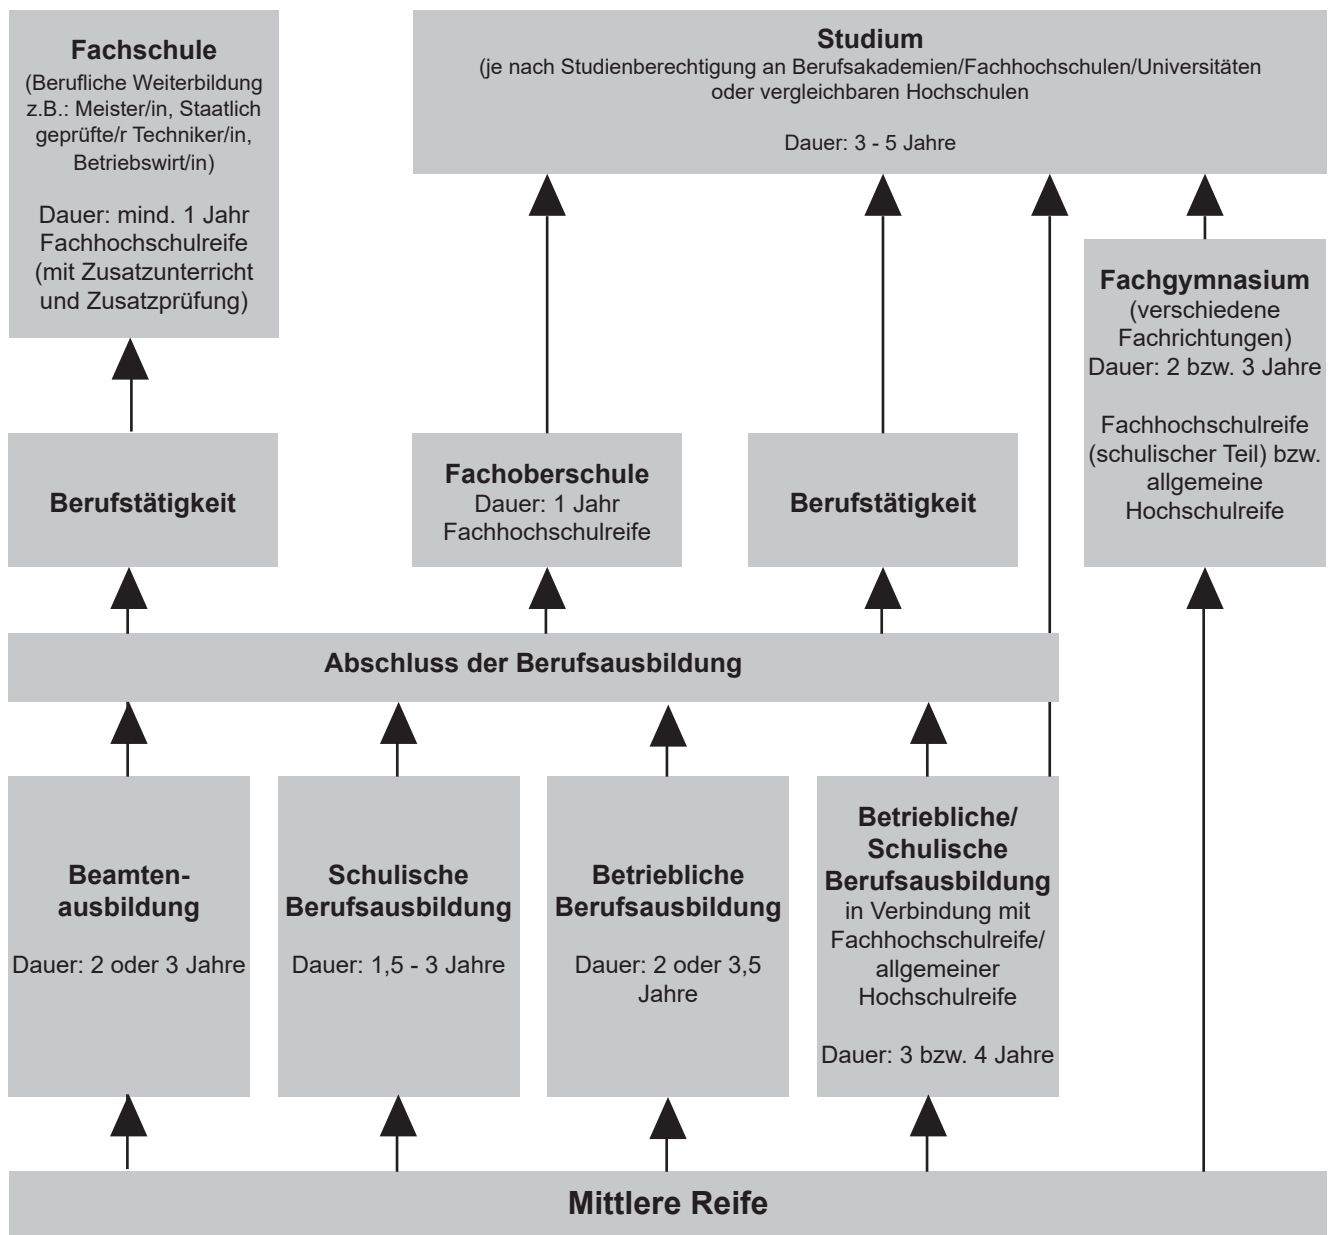 Fachschule
(Berufliche Weiterbildung
z.B.: Meister/in, Staatlich
geprüfte/r Techniker/in,
Betriebswirt/in)
Dauer: mind. 1 Jahr
Fachhochschulreife
(mit Zusatzunterricht
und Zusatzprüfung)
Studium
(je nach Studienberechtigung an Berufsakademien/Fachhochschulen/Universitäten
oder vergleichbaren Hochschulen
Dauer: 3 - 5 Jahre
Fachgymnasium
(verschiedene
Fachrichtungen)
Dauer: 2 bzw. 3 Jahre
Fachhochschulreife
(schulischer Teil) bzw.
allgemeine
Hochschulreife
Berufstätigkeit
Fachoberschule
Dauer: 1 Jahr
Fachhochschulreife
Berufstätigkeit
Abschluss der Berufsausbildung
Beamten-
ausbildung
Dauer: 2 oder 3 Jahre
Schulische
Berufsausbildung
Dauer: 1,5 - 3 Jahre
Betriebliche
Berufsausbildung
Dauer: 2 oder 3,5
Jahre
Betriebliche/
Schulische
Berufsausbildung
in Verbindung mit
Fachhochschulreife/
allgemeiner
Hochschulreife
Dauer: 3 bzw. 4 Jahre
Mittlere Reife